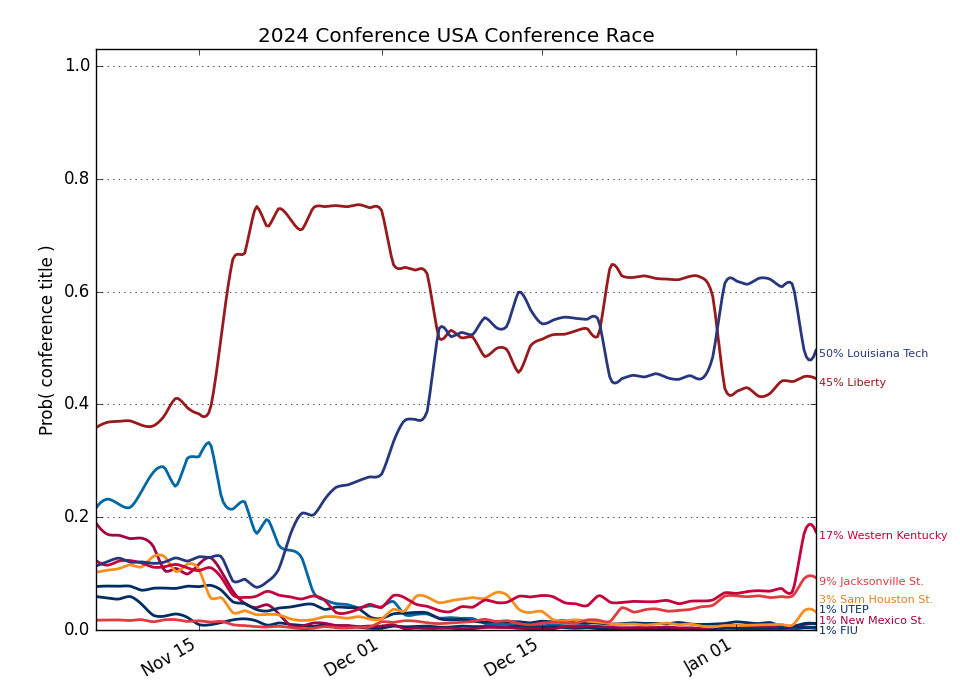 2024 Conference USA Conference Race
Prob( conference title )
1.0
0.8
0.6
0.4
0.2
0.0
Nov 15
Dec 01
Dec 15
Jan 01
50% Louisiana Tech
45% Liberty
17% Western Kentucky
9% Jacksonville St.
3% Sam Houston St.
1% UTEP
1% New Mexico St.
1% FIU